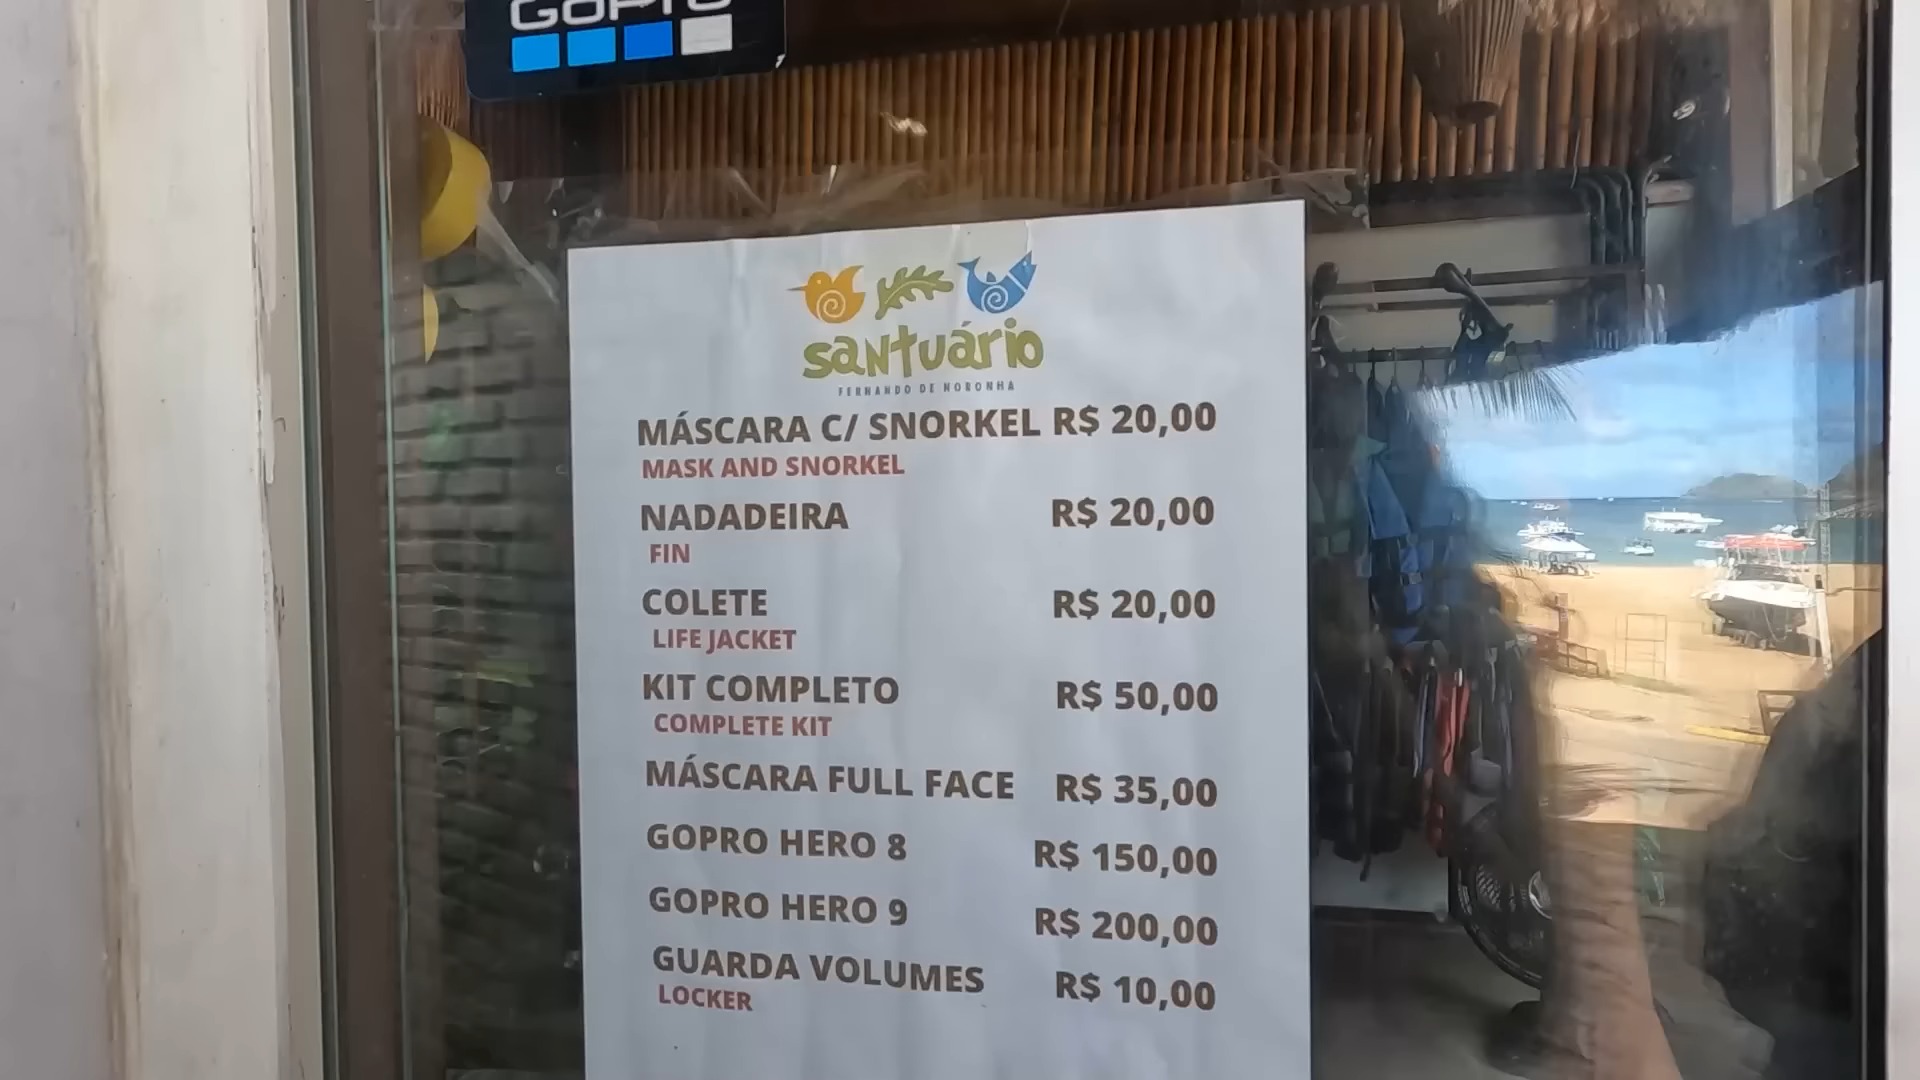 GoPro
santuário
FERNANDO DE NORONHA
MÁSCARA C/ SNORKEL R$ 20,00
MASK AND SNORKEL
NADADEIRA R$ 20,00
FIN
COLETE R$ 20,00
LIFE JACKET
KIT COMPLETO R$ 50,00
COMPLETE KIT
MÁSCARA FULL FACE R$ 35,00
GOPRO HERO 8 R$ 150,00
GOPRO HERO 9 R$ 200,00
GUARDA VOLUMES R$ 10,00
LOCKER